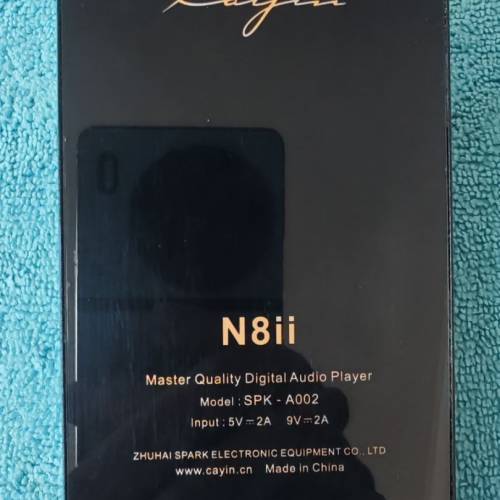 Cayin
N8ii
Master Quality Digital Audio Player
Model : SPK - A002
Input : 5V⎓2A 9V⎓2A
ZHUHAI SPARK ELECTRONIC EQUIPMENT CO., LTD
www.cayin.cn Made in China